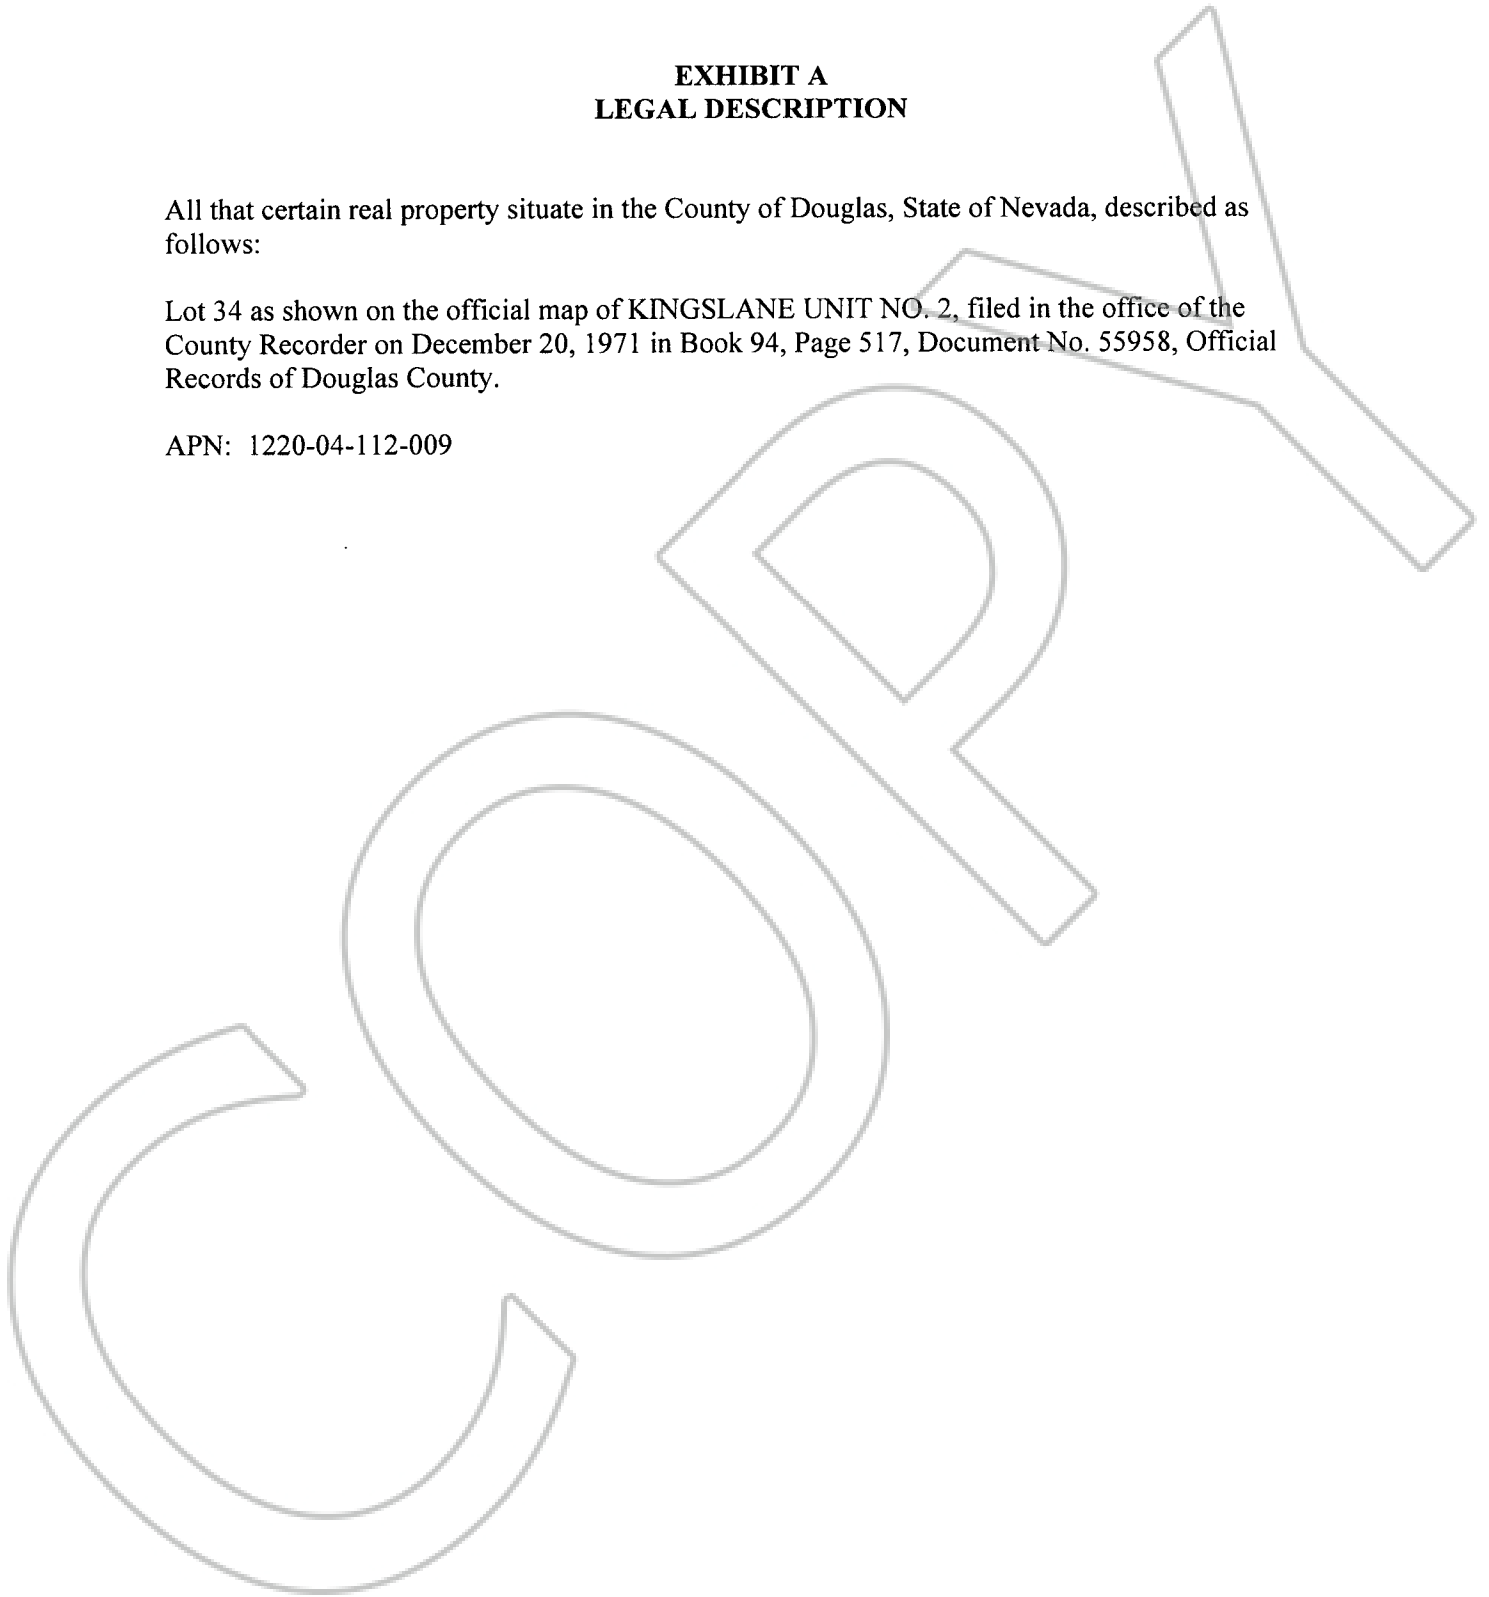 EXHIBIT A
LEGAL DESCRIPTION
All that certain real property situate in the County of Douglas, State of Nevada, described as
follows:
Lot 34 as shown on the official map of KINGSLANE UNIT NO. 2, filed in the office of the
County Recorder on December 20, 1971 in Book 94, Page 517, Document No. 55958, Official
Records of Douglas County.
APN: 1220-04-112-009
COPY